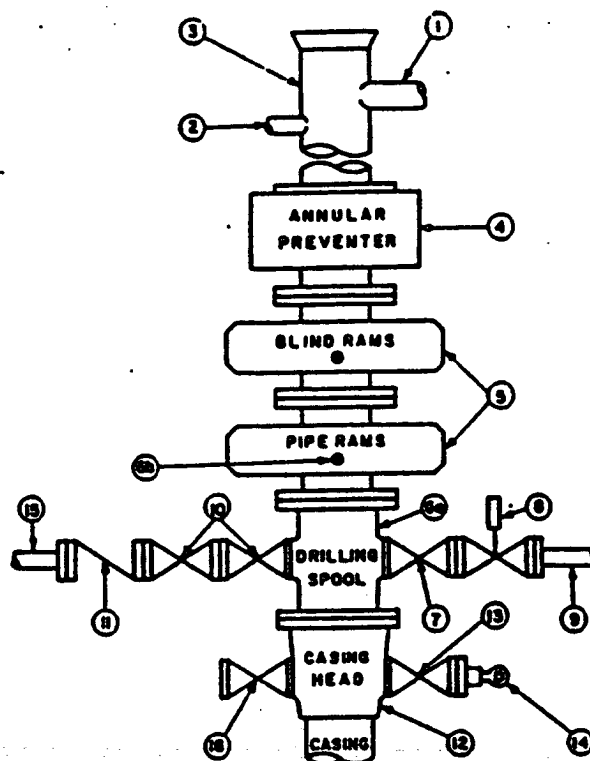 3 1
2
ANNULAR
PREVENTER 4
BLIND RAMS
5
PIPE RAMS
6b
15 10 6a 8
DRILLING
SPOOL
11 7 9
13
CASING
HEAD
16 12 14
CASING